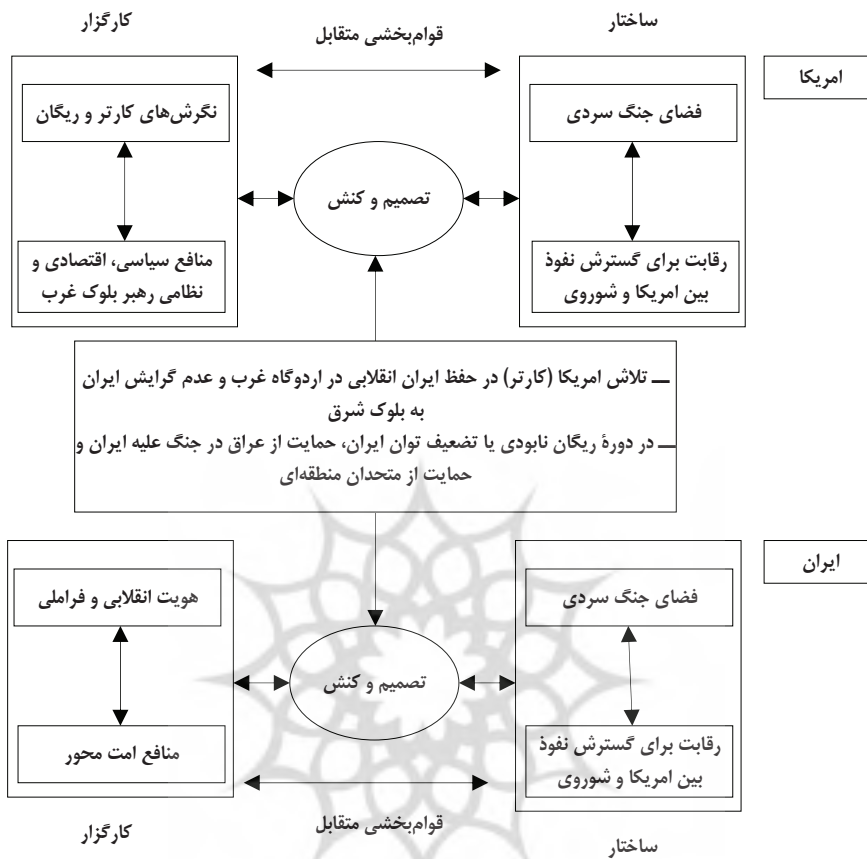 ساختار
قوام‌بخشی متقابل
کارگزار
امریکا
فضای جنگ سردی
نگرش‌های کارتر و ریگان
تصمیم و کنش
رقابت برای گسترش نفوذ
بین امریکا و شوروی
منافع سیاسی، اقتصادی و
نظامی رهبر بلوک غرب
ـــ تلاش امریکا (کارتر) در حفظ ایران انقلابی در اردوگاه غرب و عدم گرایش ایران
به بلوک شرق
ـــ در دورهٔ ریگان نابودی یا تضعیف توان ایران، حمایت از عراق در جنگ علیه ایران و
حمایت از متحدان منطقه‌ای
ایران
فضای جنگ سردی
هویت انقلابی و فراملی
تصمیم و کنش
رقابت برای گسترش نفوذ
بین امریکا و شوروی
منافع امت محور
ساختار
قوام‌بخشی متقابل
کارگزار